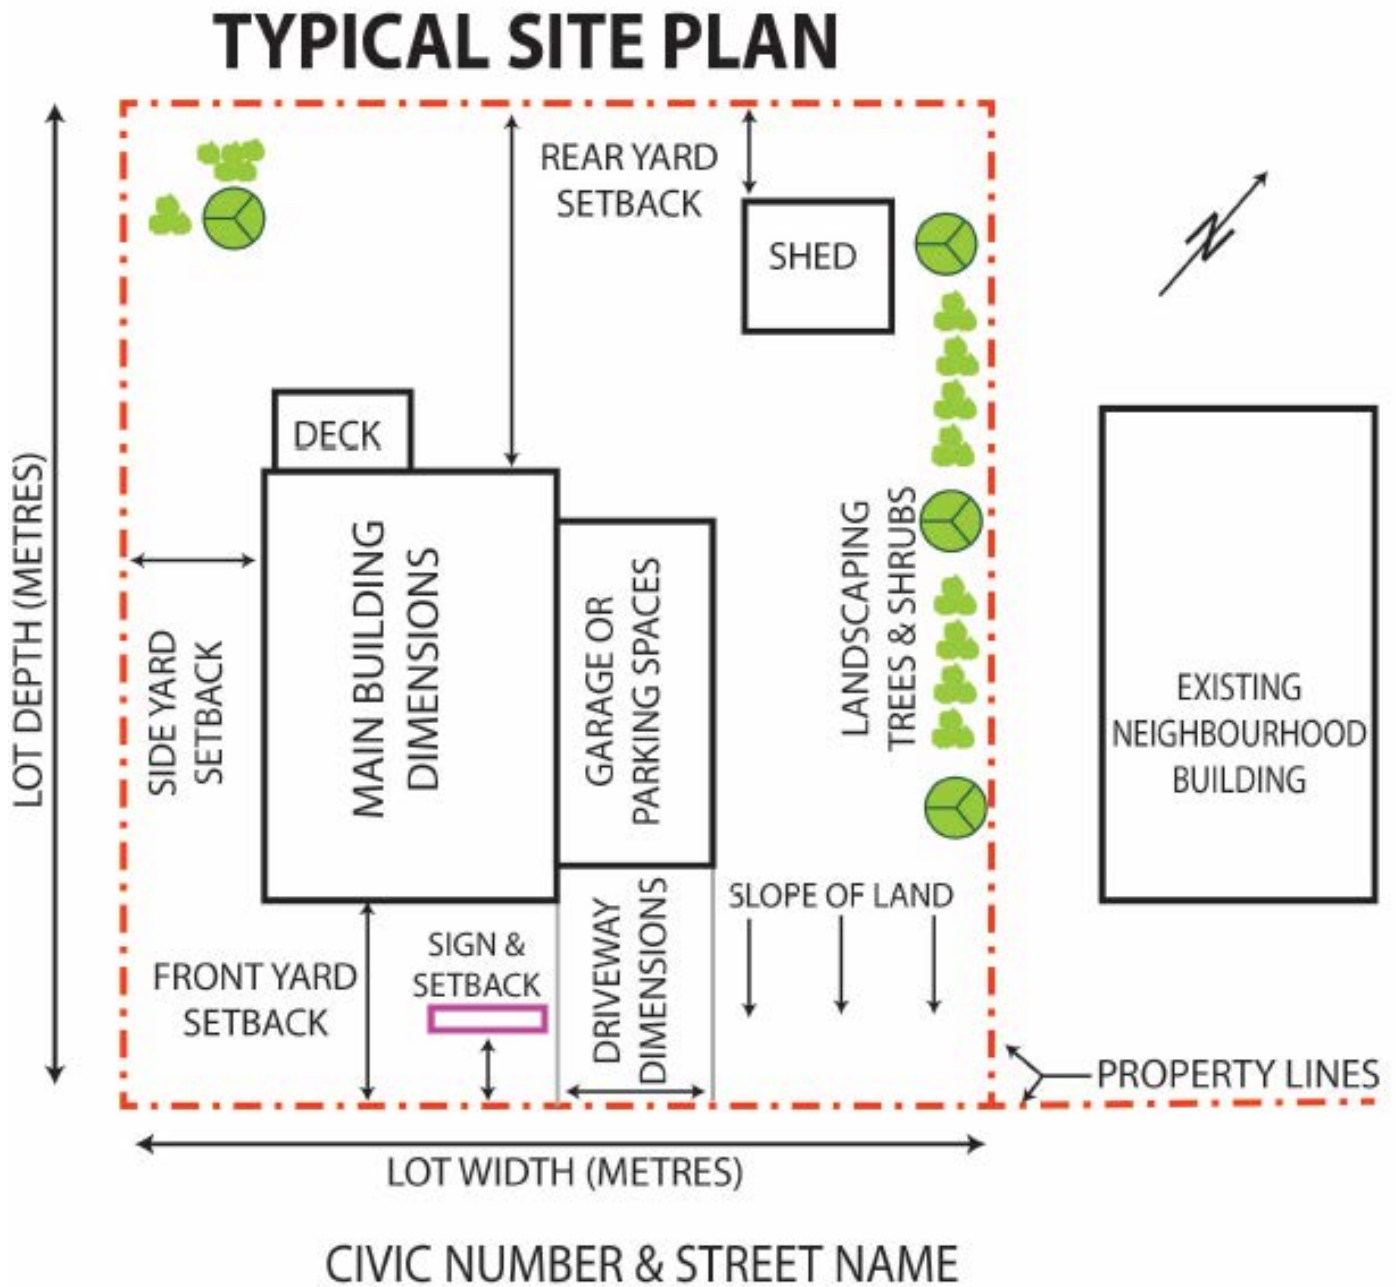 TYPICAL SITE PLAN
REAR YARD
SETBACK
SHED
N
DECK
LOT DEPTH (METRES)
SIDE YARD
SETBACK
MAIN BUILDING
DIMENSIONS
GARAGE OR
PARKING SPACES
LANDSCAPING
TREES & SHRUBS
EXISTING
NEIGHBOURHOOD
BUILDING
SLOPE OF LAND
FRONT YARD
SETBACK
SIGN &
SETBACK
DRIVEWAY
DIMENSIONS
PROPERTY LINES
LOT WIDTH (METRES)
CIVIC NUMBER & STREET NAME